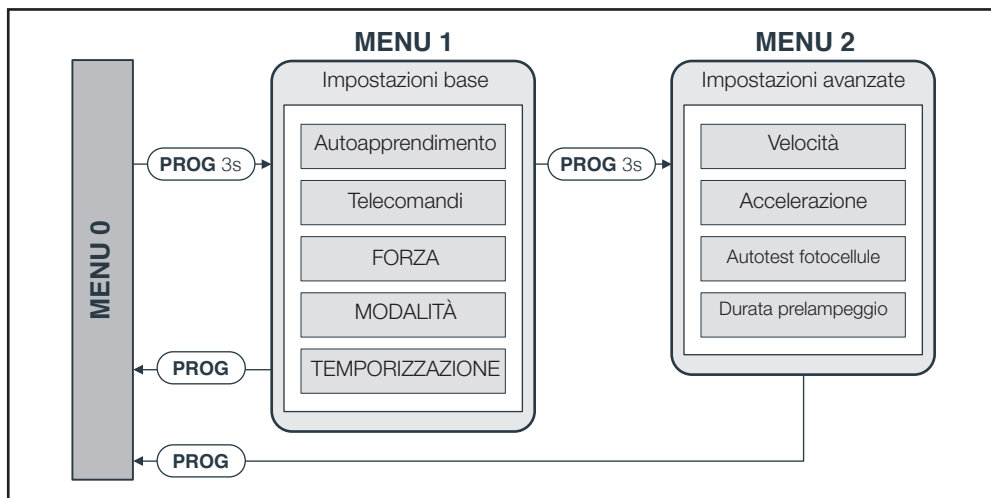 MENU 0
PROG 3s
PROG
PROG
MENU 1
Impostazioni base
Autoapprendimento
Telecomandi
FORZA
MODALITÀ
TEMPORIZZAZIONE
PROG 3s
MENU 2
Impostazioni avanzate
Velocità
Accelerazione
Autotest fotocellule
Durata prelampeggio